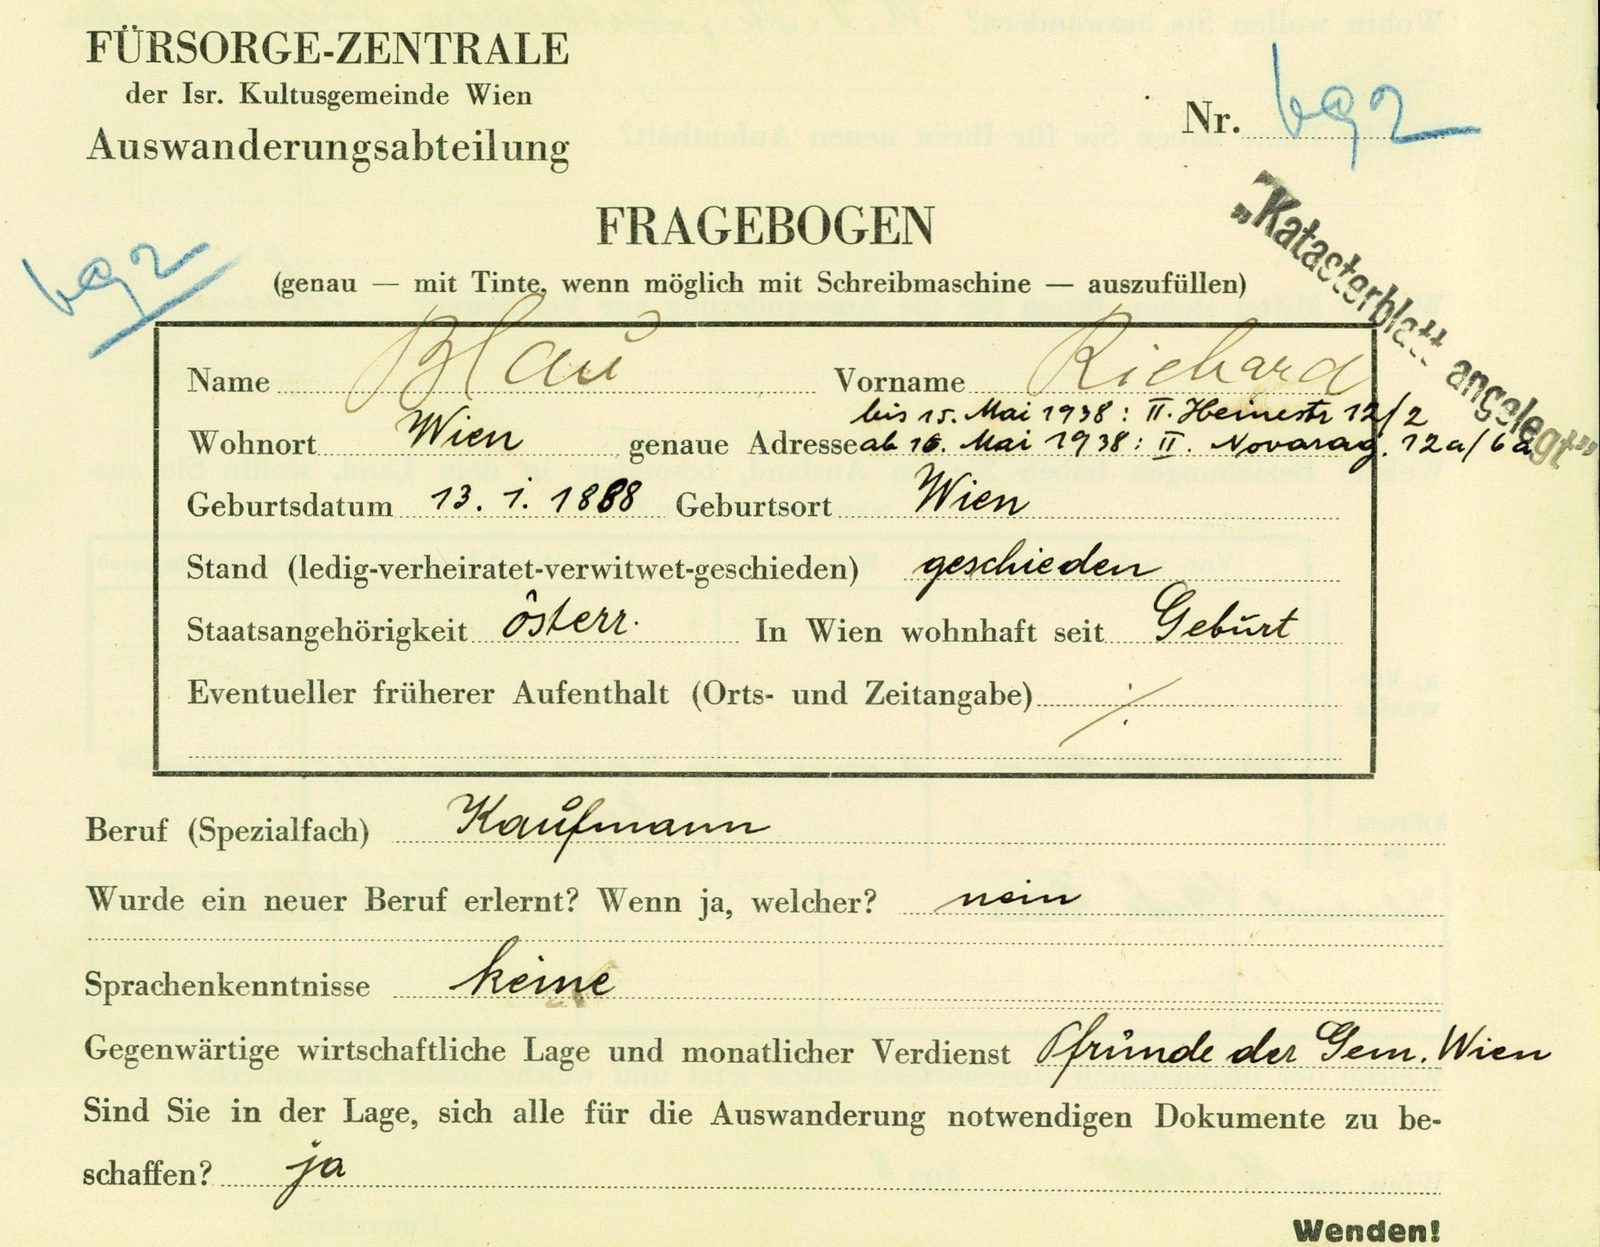 FÜRSORGE-ZENTRALE
der Isr. Kultusgemeinde Wien
Auswanderungsabteilung
Nr.
FRAGEBOGEN
(genau — mit Tinte, wenn möglich mit Schreibmaschine — auszufüllen)
„Katasterblatt angelegt”
Name Blau Vorname Richard
bis 15. Mai 1938: II. Heinestr 12/2
Wohnort Wien genaue Adresse ab 16. Mai 1938: II. Novarag. 12a/6a
Geburtsdatum 13. 1. 1888 Geburtsort Wien
Stand (ledig-verheiratet-verwitwet-geschieden) geschieden
Staatsangehörigkeit österr. In Wien wohnhaft seit Geburt
Eventueller früherer Aufenthalt (Orts- und Zeitangabe) ./.
Beruf (Spezialfach) Kaufmann
Wurde ein neuer Beruf erlernt? Wenn ja, welcher? nein
Sprachenkenntnisse keine
Gegenwärtige wirtschaftliche Lage und monatlicher Verdienst Pfründe der Gem. Wien
Sind Sie in der Lage, sich alle für die Auswanderung notwendigen Dokumente zu be-
schaffen? ja
Wenden!